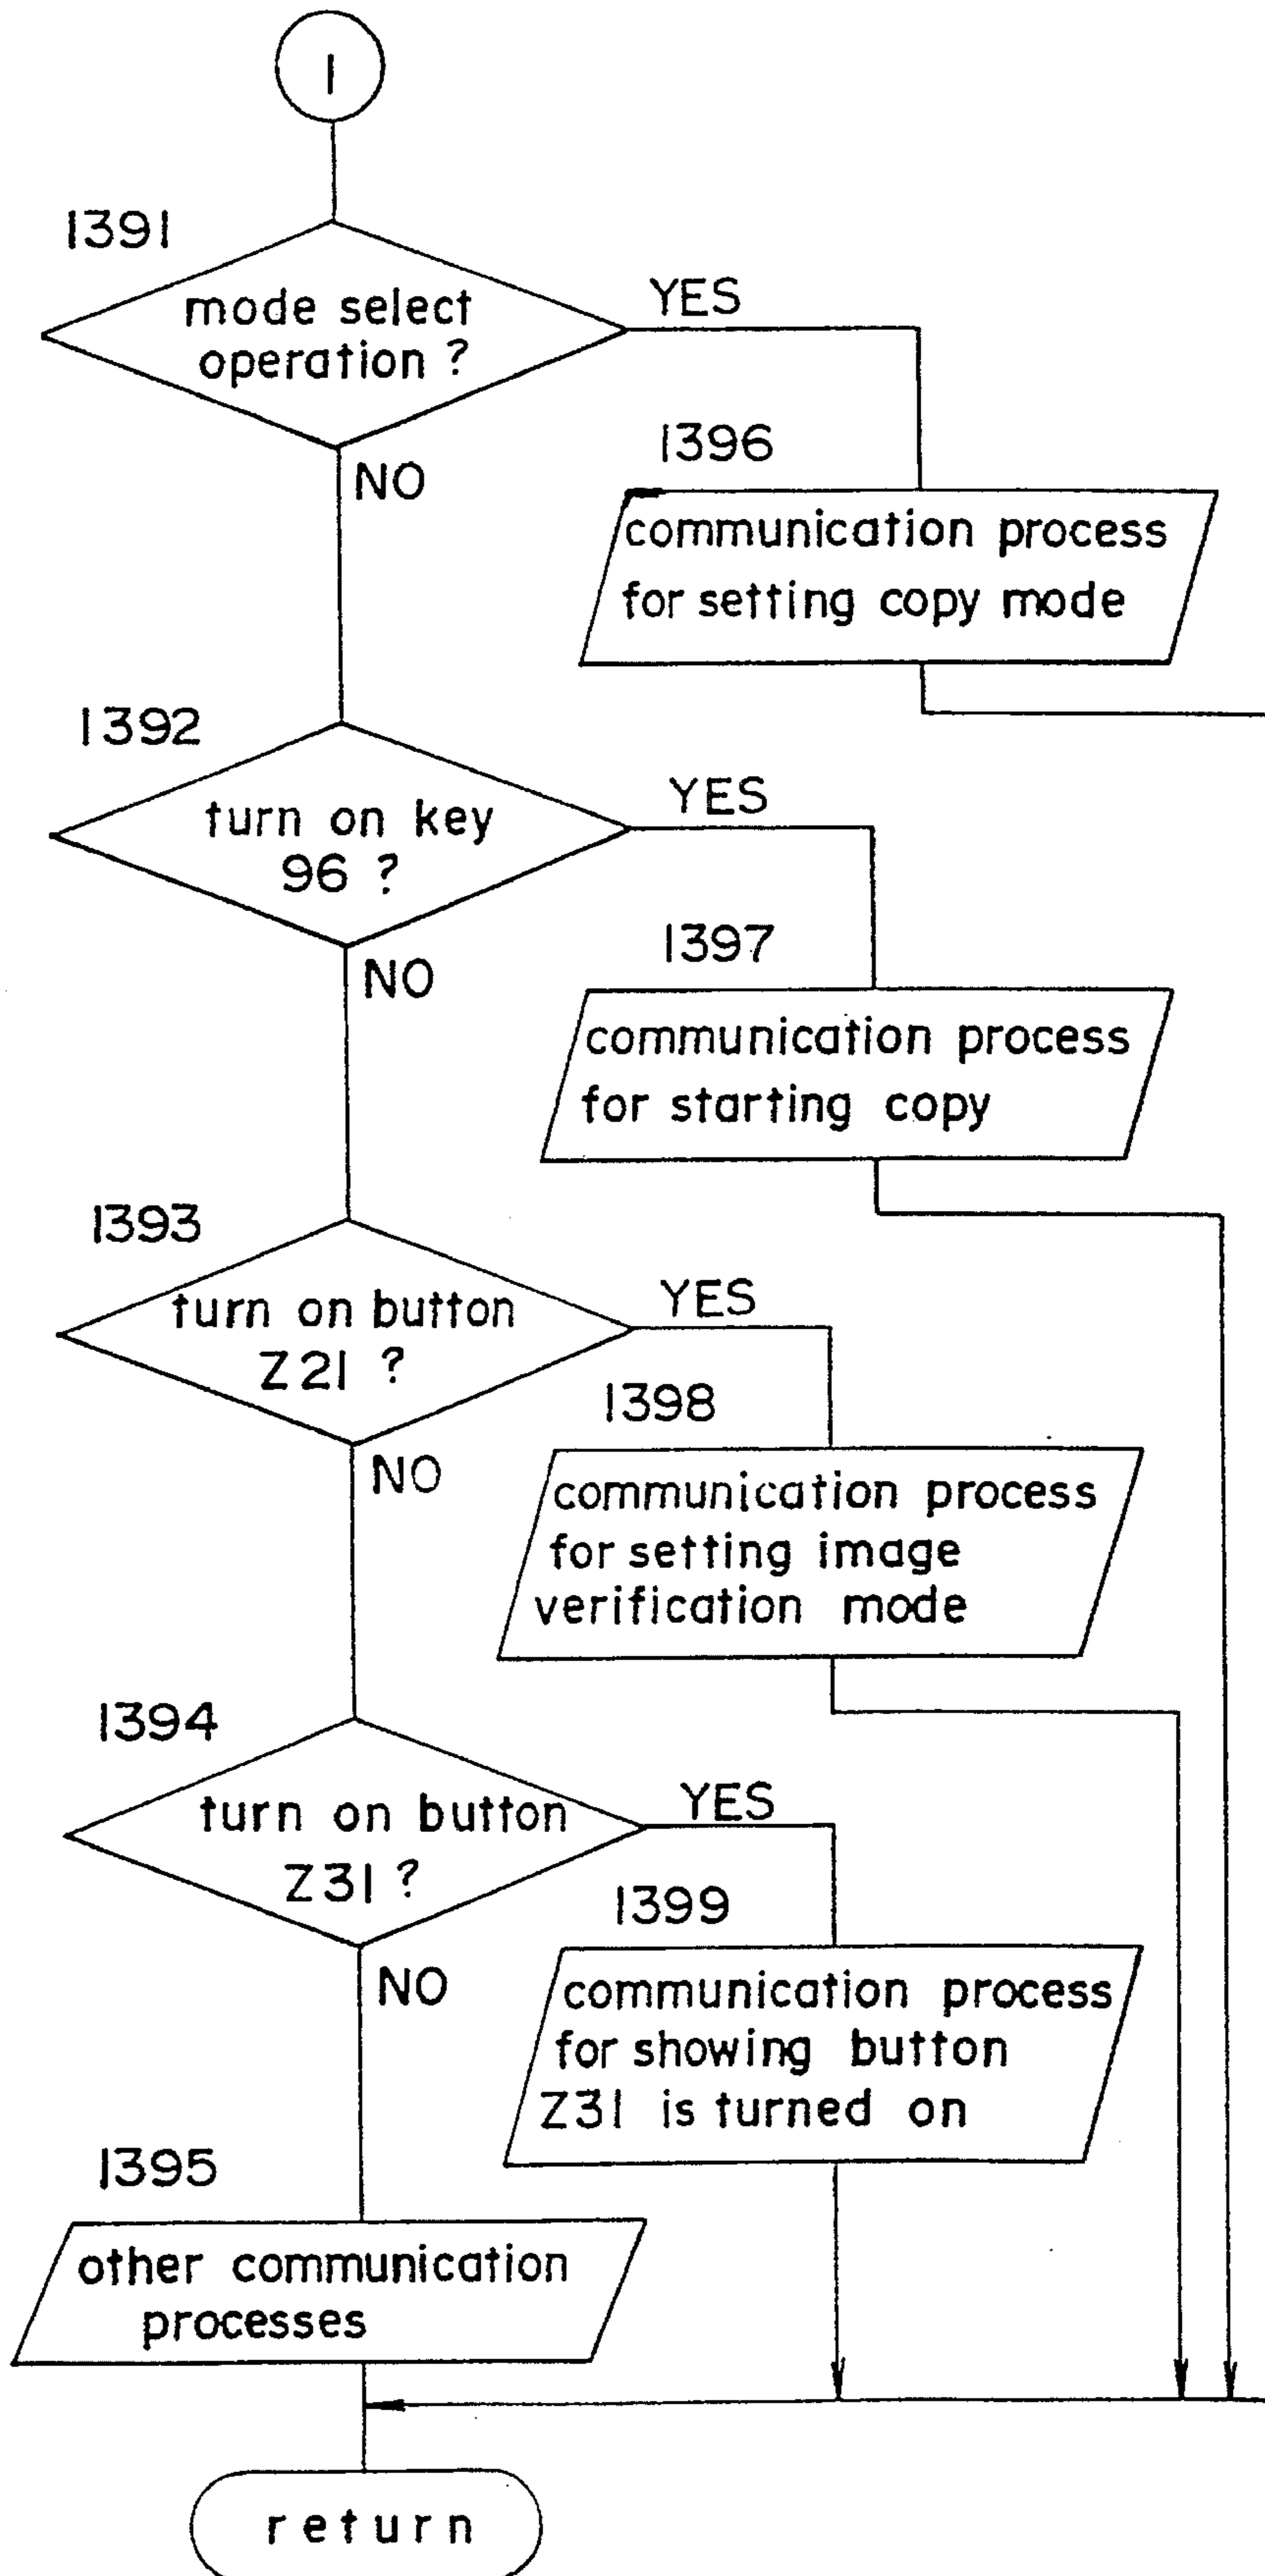 1
1391
mode select
operation ?
YES
NO
1396
communication process
for setting copy mode
1392
turn on key
96 ?
YES
NO
1397
communication process
for starting copy
1393
turn on button
Z21 ?
YES
NO
1398
communication process
for setting image
verification mode
1394
turn on button
Z31 ?
YES
NO
1399
communication process
for showing button
Z31 is turned on
1395
other communication
processes
return